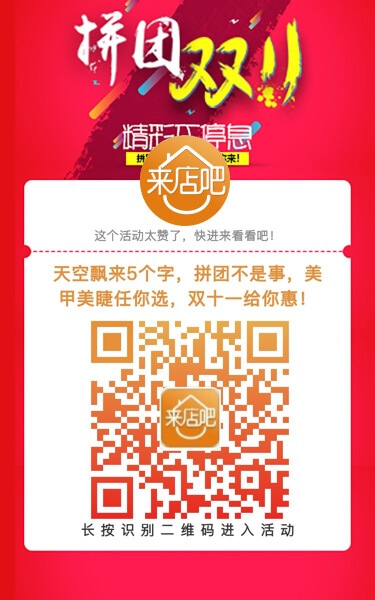 拼团双11
精彩不停息
来店吧
这个活动太赞了，快进来看看吧！
天空飘来5个字，拼团不是事，美
甲美睫任你选，双十一给你惠！
来店吧
长按识别二维码进入活动